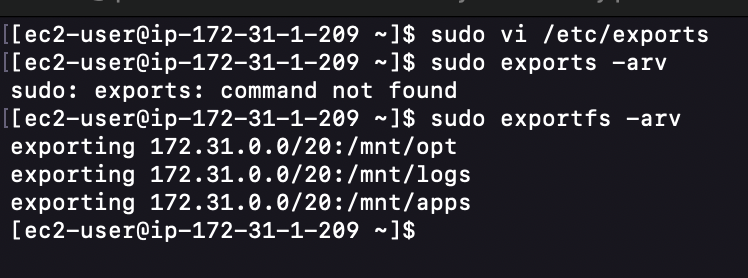 [[ec2-user@ip-172-31-1-209 ~]$ sudo vi /etc/exports
[[ec2-user@ip-172-31-1-209 ~]$ sudo exports -arv
sudo: exports: command not found
[[ec2-user@ip-172-31-1-209 ~]$ sudo exportfs -arv
exporting 172.31.0.0/20:/mnt/opt
exporting 172.31.0.0/20:/mnt/logs
exporting 172.31.0.0/20:/mnt/apps
[ec2-user@ip-172-31-1-209 ~]$